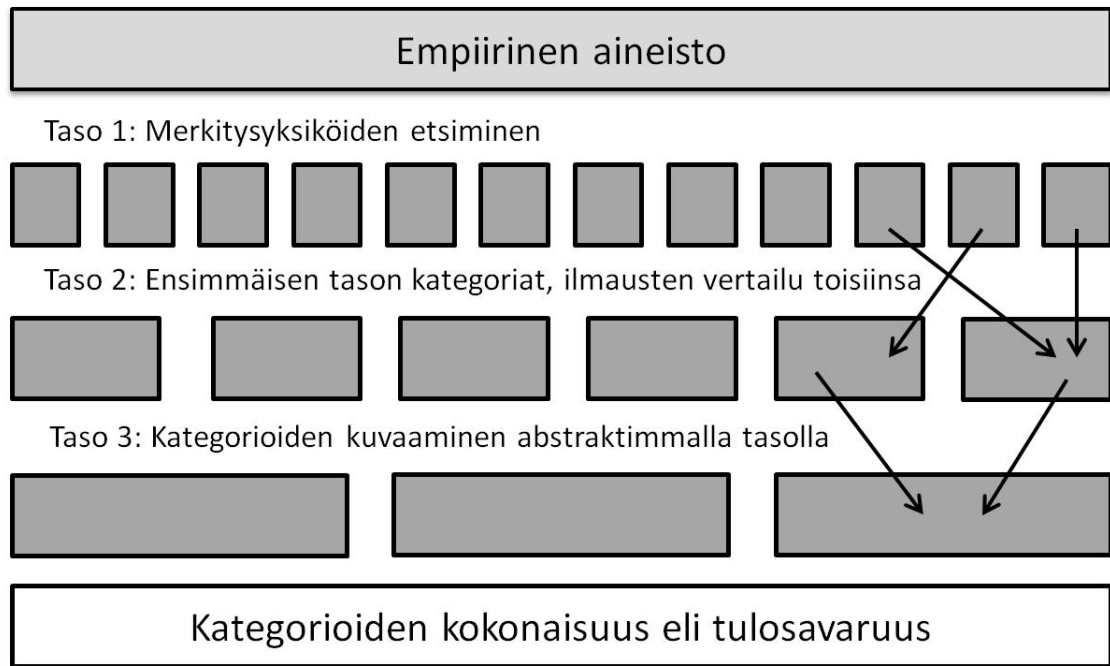 Empiirinen aineisto
Taso 1: Merkitysyksiköiden etsiminen
Taso 2: Ensimmäisen tason kategoriat, ilmausten vertailu toisiinsa
Taso 3: Kategorioiden kuvaaminen abstraktimmalla tasolla
Kategorioiden kokonaisuus eli tulosavaruus